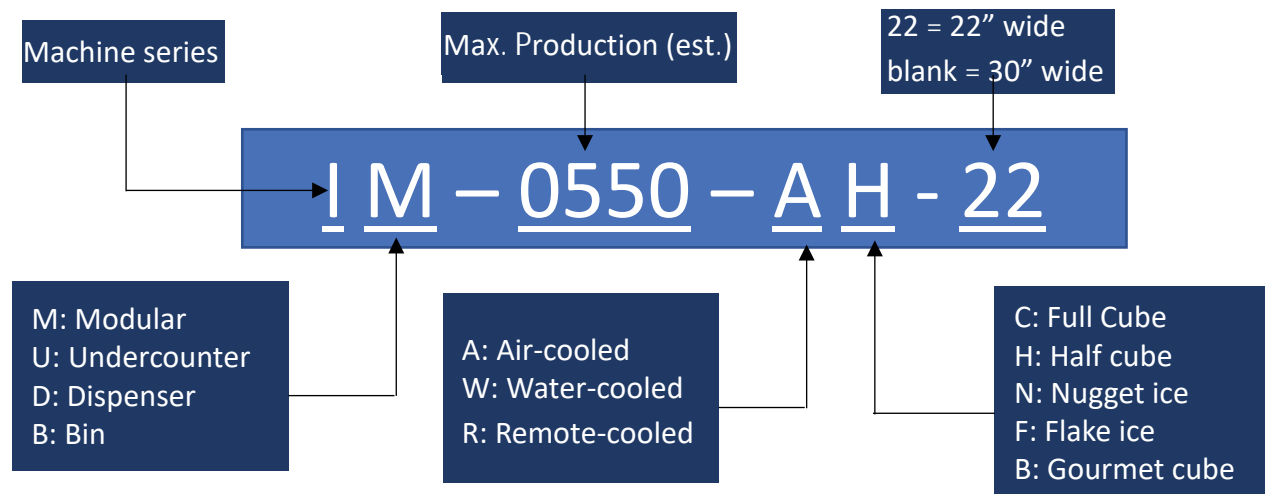 Machine series
Max. Production (est.)
22 = 22” wide
blank = 30” wide
I M – 0550 – A H - 22
M: Modular
U: Undercounter
D: Dispenser
B: Bin
A: Air-cooled
W: Water-cooled
R: Remote-cooled
C: Full Cube
H: Half cube
N: Nugget ice
F: Flake ice
B: Gourmet cube